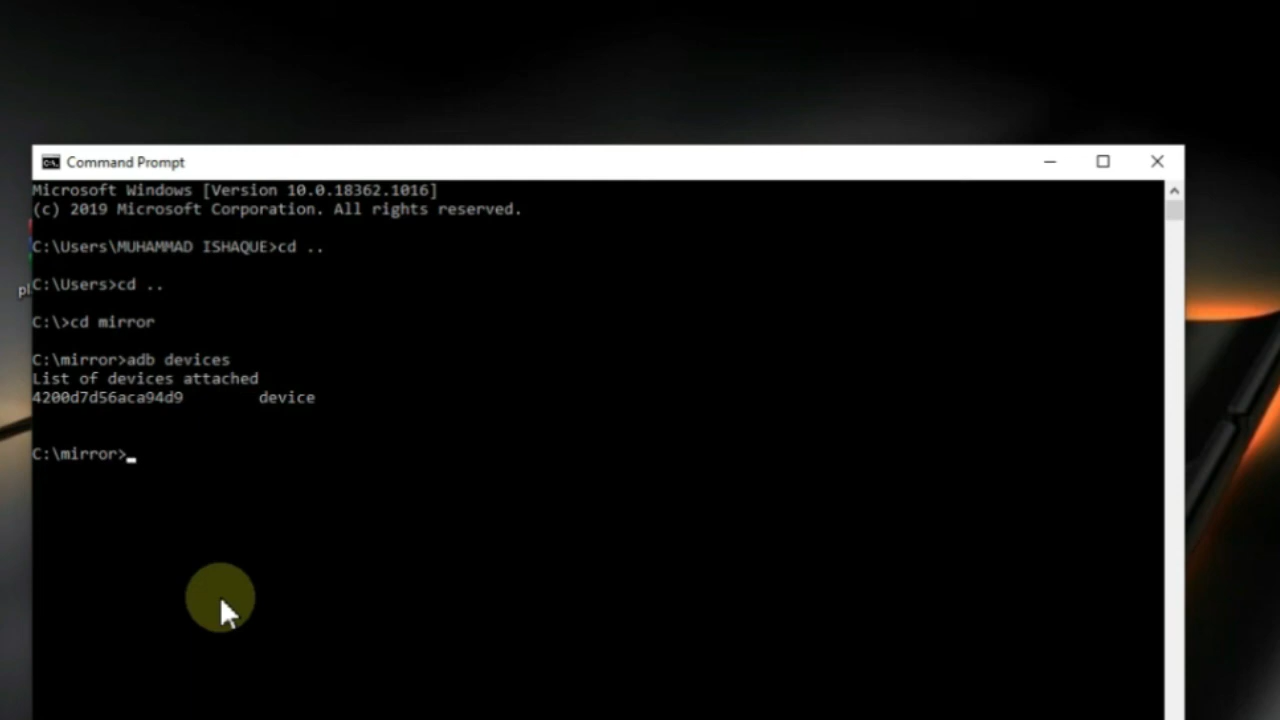 Command Prompt
Microsoft Windows [Version 10.0.18362.1016]
(c) 2019 Microsoft Corporation. All rights reserved.
C:\Users\MUHAMMAD ISHAQUE>cd ..
C:\Users>cd ..
C:\>cd mirror
C:\mirror>adb devices
List of devices attached
4200d7d56aca94d9 device
C:\mirror>